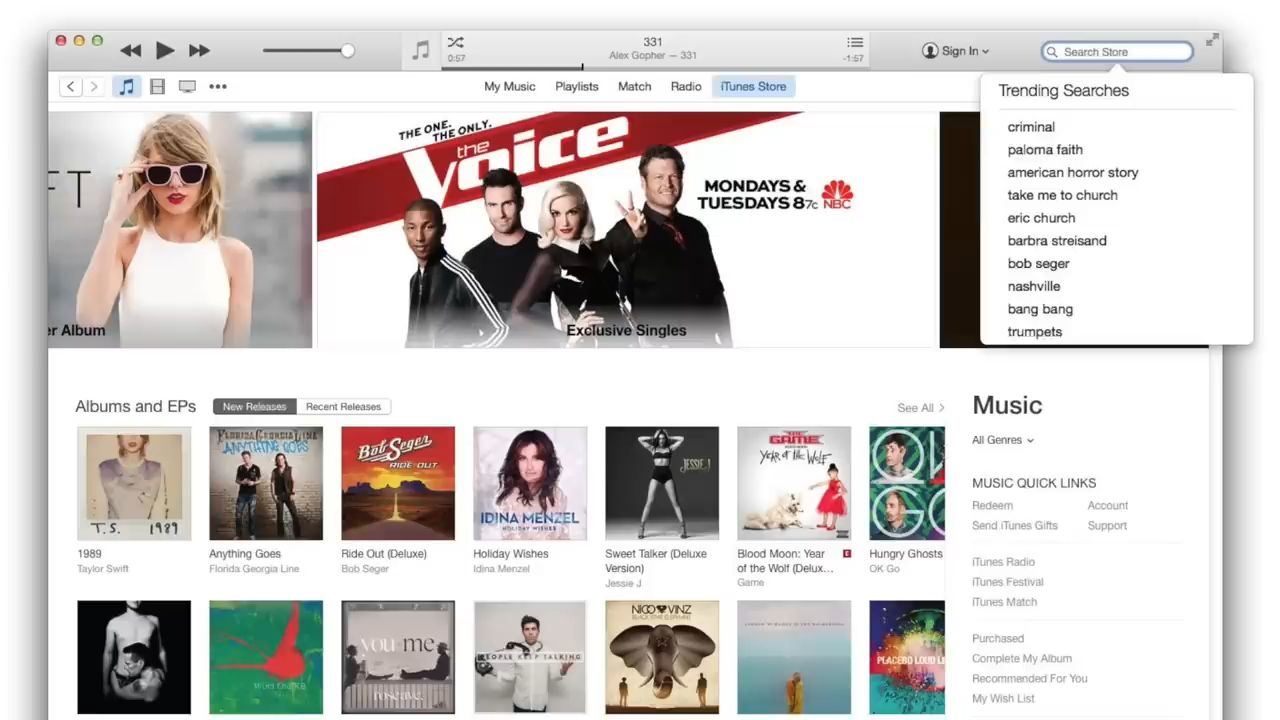 331
Alex Gopher — 331
0:57
-1:57
Sign In
Search Store
My Music
Playlists
Match
Radio
iTunes Store
Trending Searches
criminal
paloma faith
american horror story
take me to church
eric church
barbra streisand
bob seger
nashville
bang bang
trumpets
FT
er Album
THE ONE.
THE ONLY.
the
Voice
MONDAYS &
TUESDAYS 8/7c NBC
Exclusive Singles
Albums and EPs
New Releases
Recent Releases
See All
T.S. 1989
FLORIDA GEORGIA LINE
ANYTHING GOES
Bob Seger
RIDE OUT
IDINA MENZEL
HOLIDAY WISHES
JESSIE J
THE GAME
YEAR OF THE WOLF
OK
GO
1989
Taylor Swift
Anything Goes
Florida Georgia Line
Ride Out (Deluxe)
Bob Seger
Holiday Wishes
Idina Menzel
Sweet Talker (Deluxe
Version)
Jessie J
Blood Moon: Year
of the Wolf (Delux...
Game
E
Hungry Ghosts
OK Go
you me
roseave.
PEOPLE KEEP TALKING
NICO VINZ
BLACK STAR ELEPHANT
PLACEBO LOUD LI
Music
All Genres
MUSIC QUICK LINKS
Redeem
Account
Send iTunes Gifts
Support
iTunes Radio
iTunes Festival
iTunes Match
Purchased
Complete My Album
Recommended For You
My Wish List